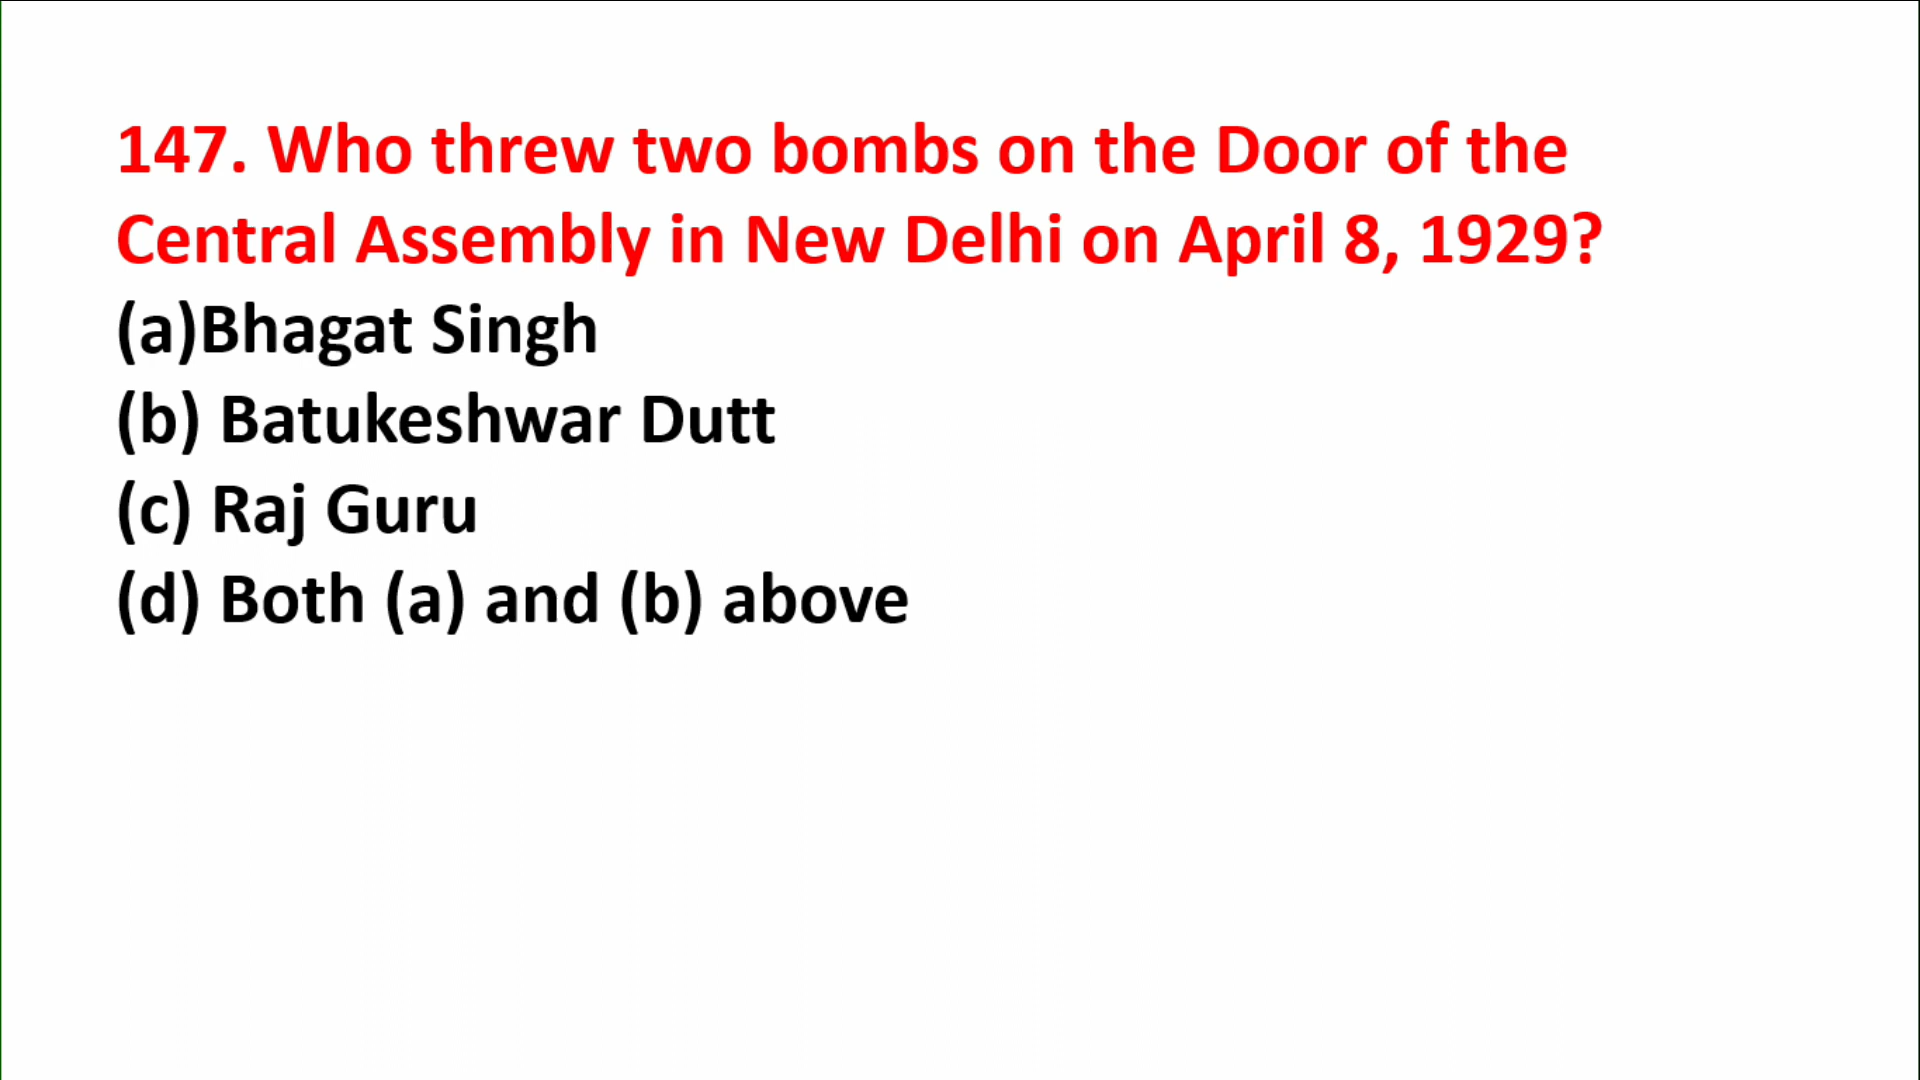 147. Who threw two bombs on the Door of the
Central Assembly in New Delhi on April 8, 1929?
(a)Bhagat Singh
(b) Batukeshwar Dutt
(c) Raj Guru
(d) Both (a) and (b) above